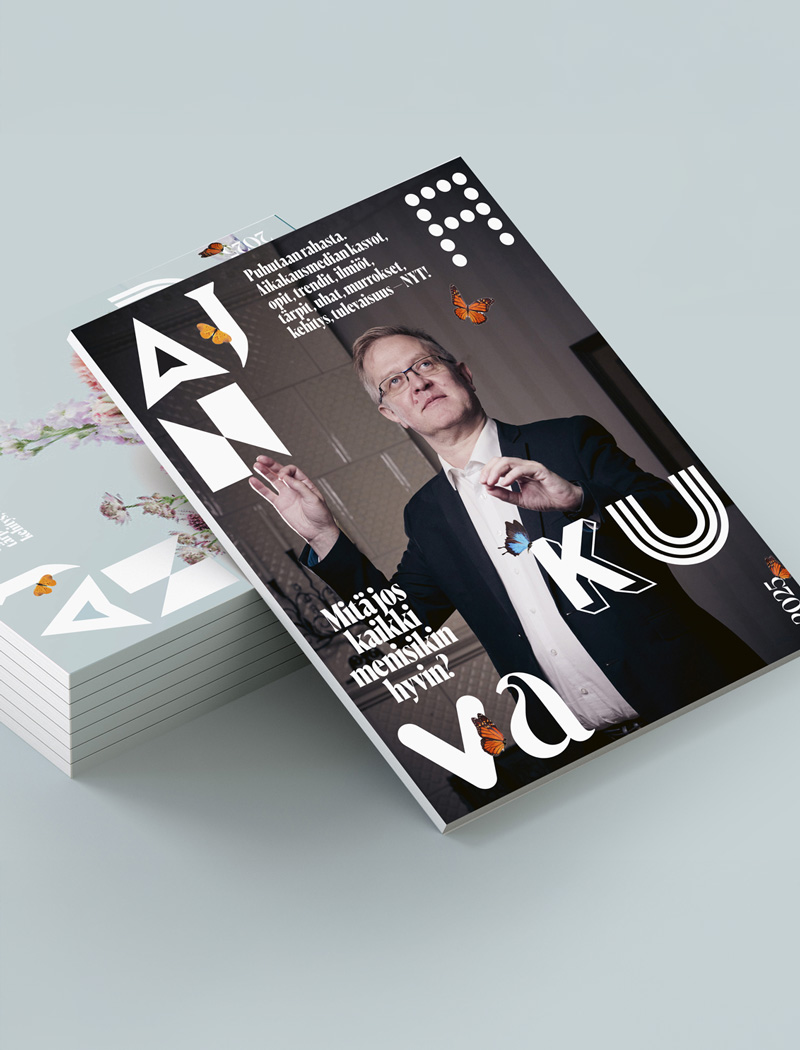 A
Puhutaan rahasta.
Aikakausmedian kasvot,
opit, trendit, ilmiöt,
tärpit, uhat, murrokset,
kehitys, tulevaisuus — NYT!
AJ
N
KU
va
Mitä jos
kaikki
menisikin
hyvin?
2025